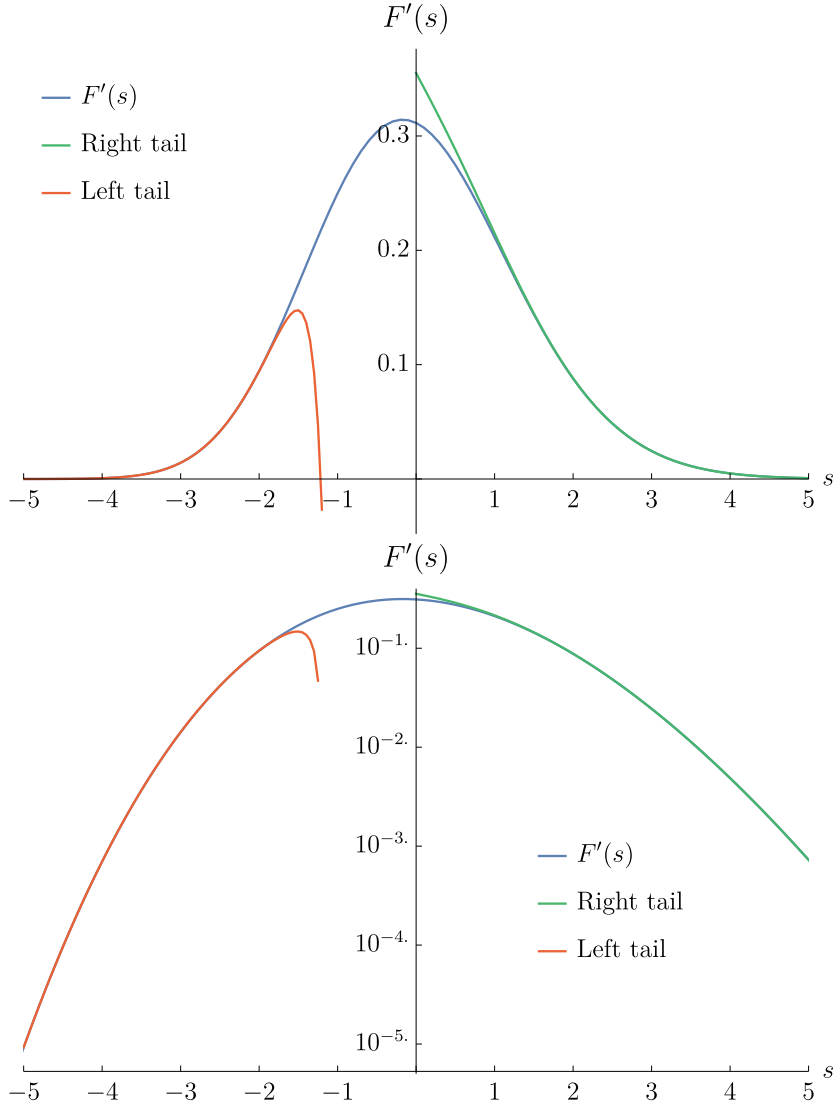 F′(s)
F′(s)
Right tail
Left tail
0.3
0.2
0.1
−5 −4 −3 −2 −1 1 2 3 4 5 s
F′(s)
10^−1.
10^−2.
10^−3.
F′(s)
Right tail
10^−4.
Left tail
10^−5.
−5 −4 −3 −2 −1 1 2 3 4 5 s